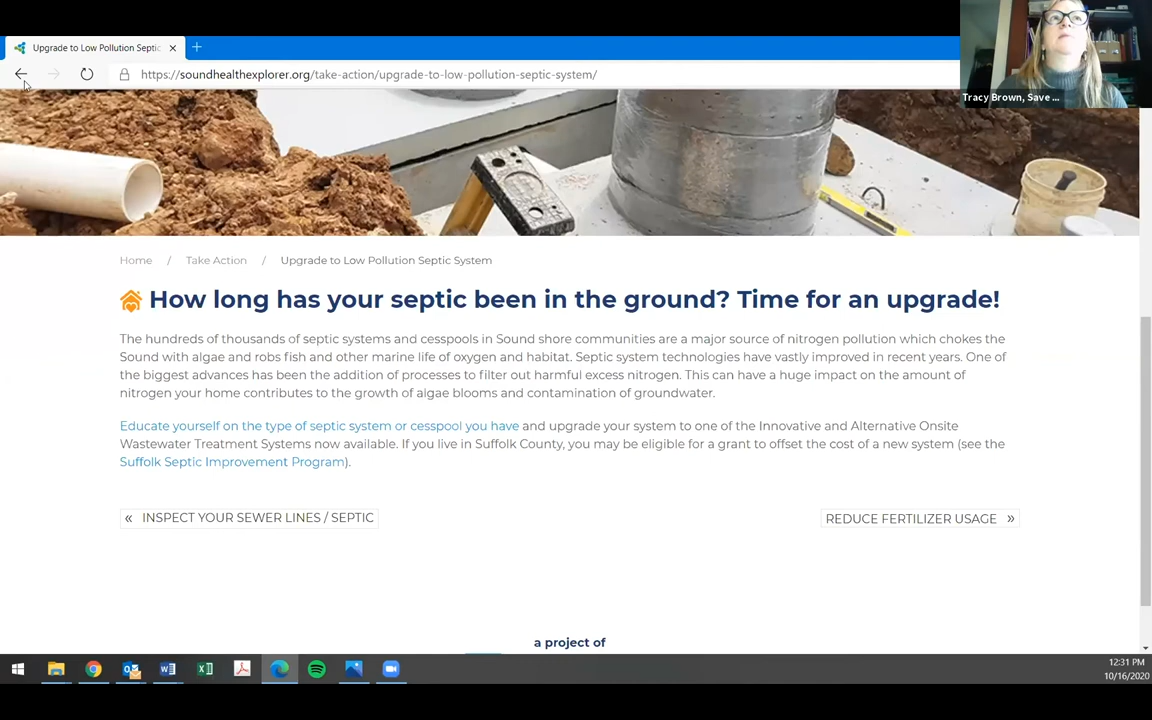 Upgrade to Low Pollution Septic
https://soundhealthexplorer.org/take-action/upgrade-to-low-pollution-septic-system/
Tracy Brown, Save ...
Home / Take Action / Upgrade to Low Pollution Septic System
How long has your septic been in the ground? Time for an upgrade!
The hundreds of thousands of septic systems and cesspools in Sound shore communities are a major source of nitrogen pollution which chokes the
Sound with algae and robs fish and other marine life of oxygen and habitat. Septic system technologies have vastly improved in recent years. One of
the biggest advances has been the addition of processes to filter out harmful excess nitrogen. This can have a huge impact on the amount of
nitrogen your home contributes to the growth of algae blooms and contamination of groundwater.
Educate yourself on the type of septic system or cesspool you have and upgrade your system to one of the Innovative and Alternative Onsite
Wastewater Treatment Systems now available. If you live in Suffolk County, you may be eligible for a grant to offset the cost of a new system (see the
Suffolk Septic Improvement Program).
« INSPECT YOUR SEWER LINES / SEPTIC
REDUCE FERTILIZER USAGE »
a project of
12:31 PM
10/16/2020